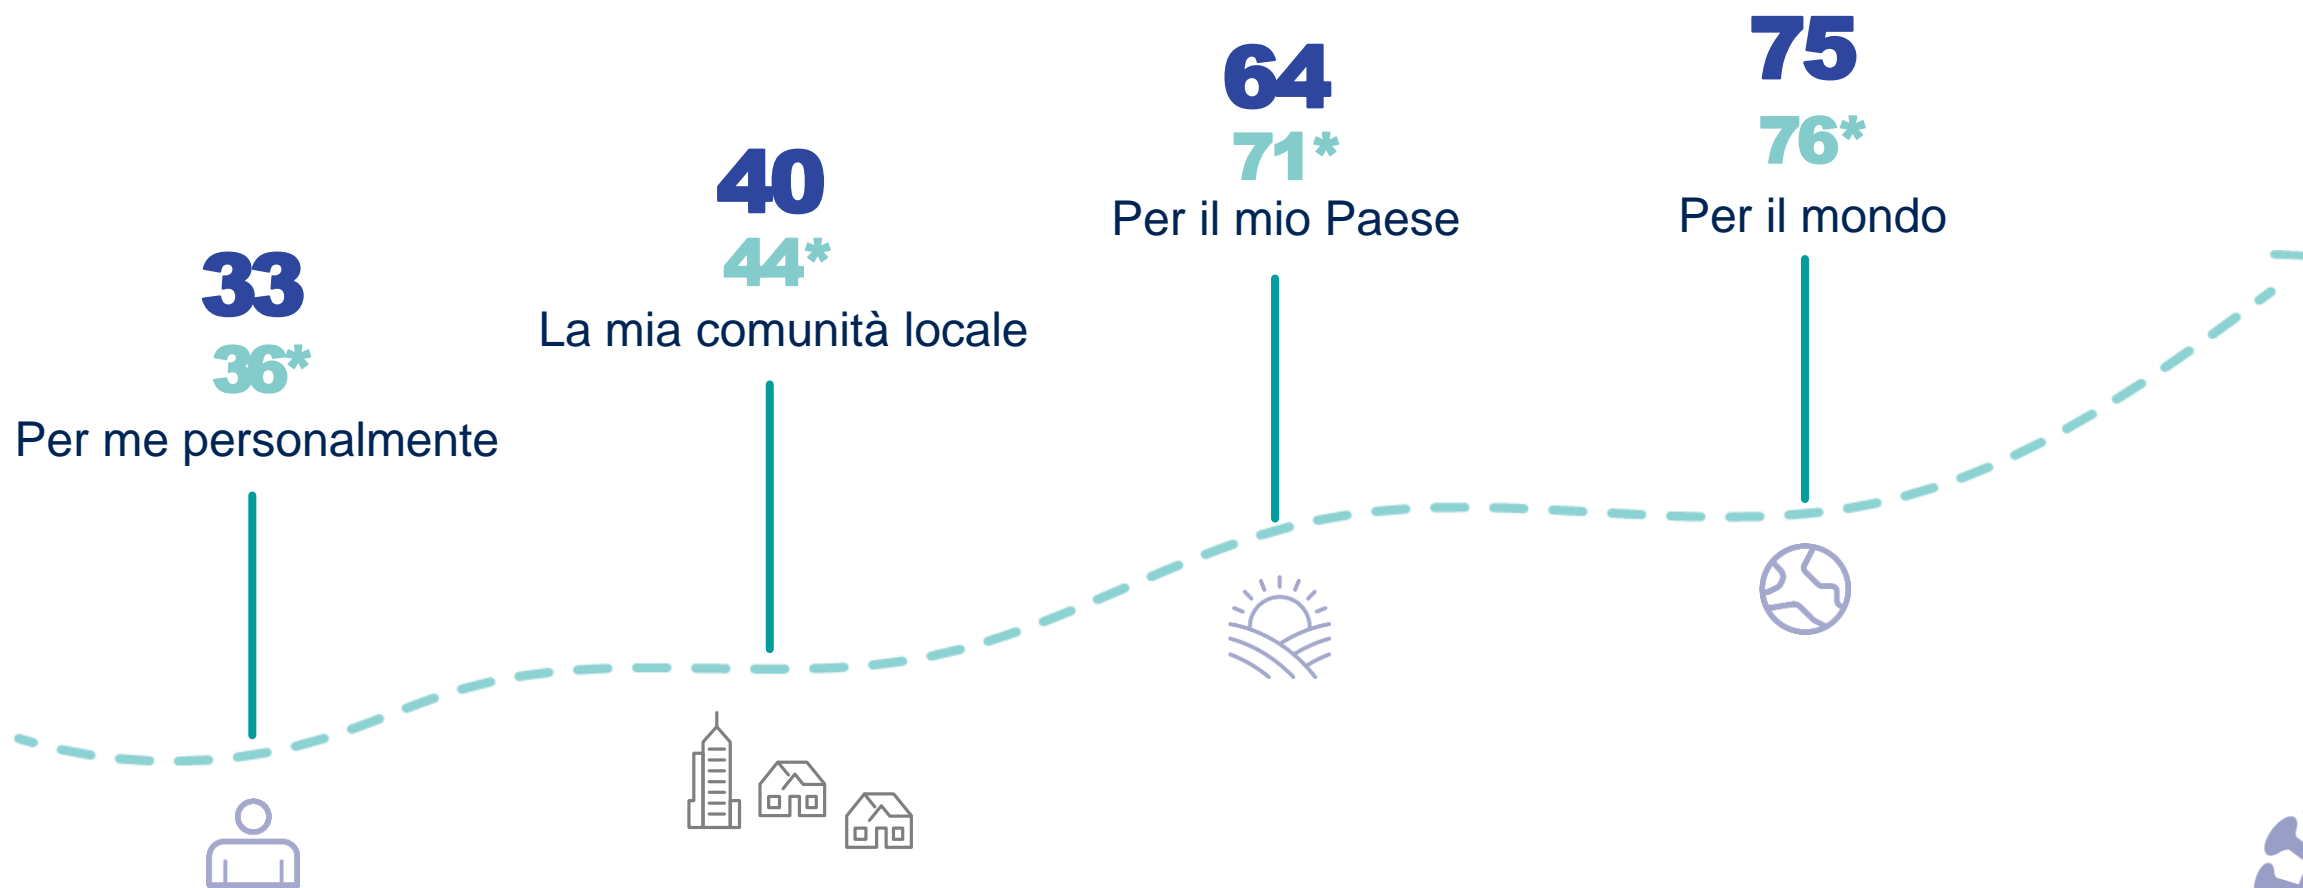 33
36*
Per me personalmente
40
44*
La mia comunità locale
64
71*
Per il mio Paese
75
76*
Per il mondo